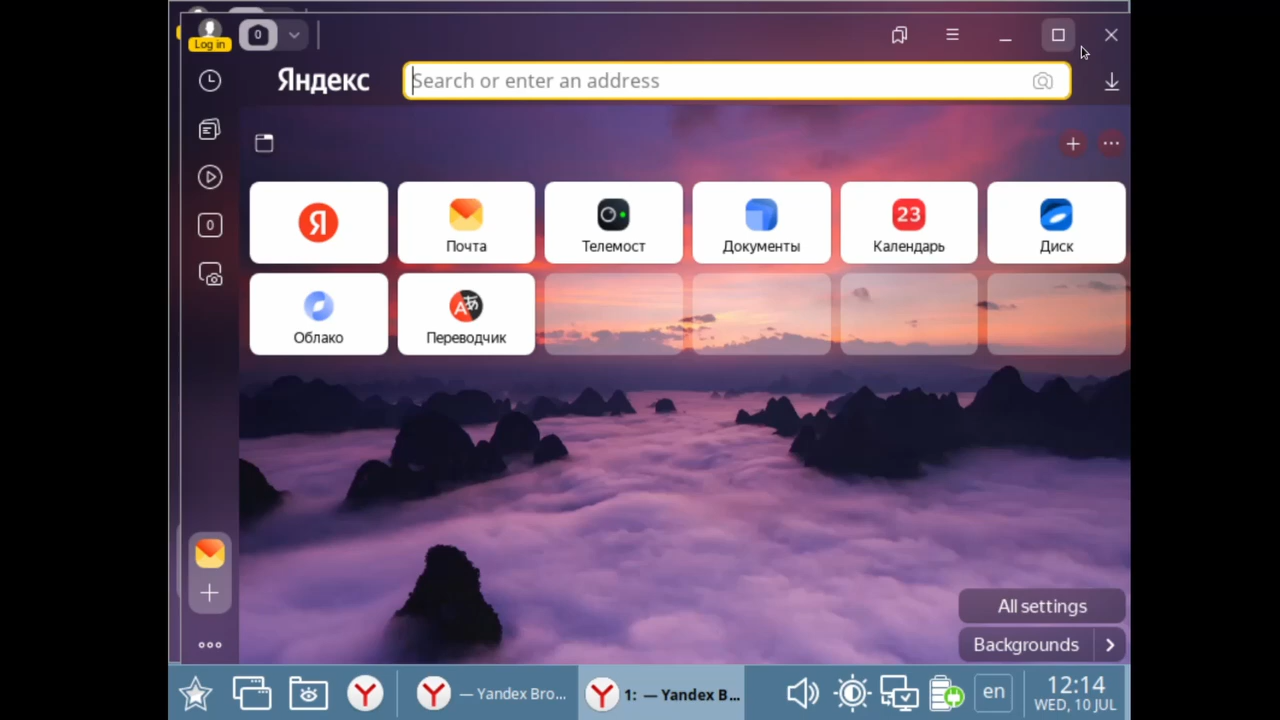 Log in
0
Яндекс
Search or enter an address
0
Я
Почта
Телемост
Документы
23
Календарь
Диск
Облако
Переводчик
All settings
Backgrounds
— Yandex Bro...
1: — Yandex B...
en
12:14
WED, 10 JUL